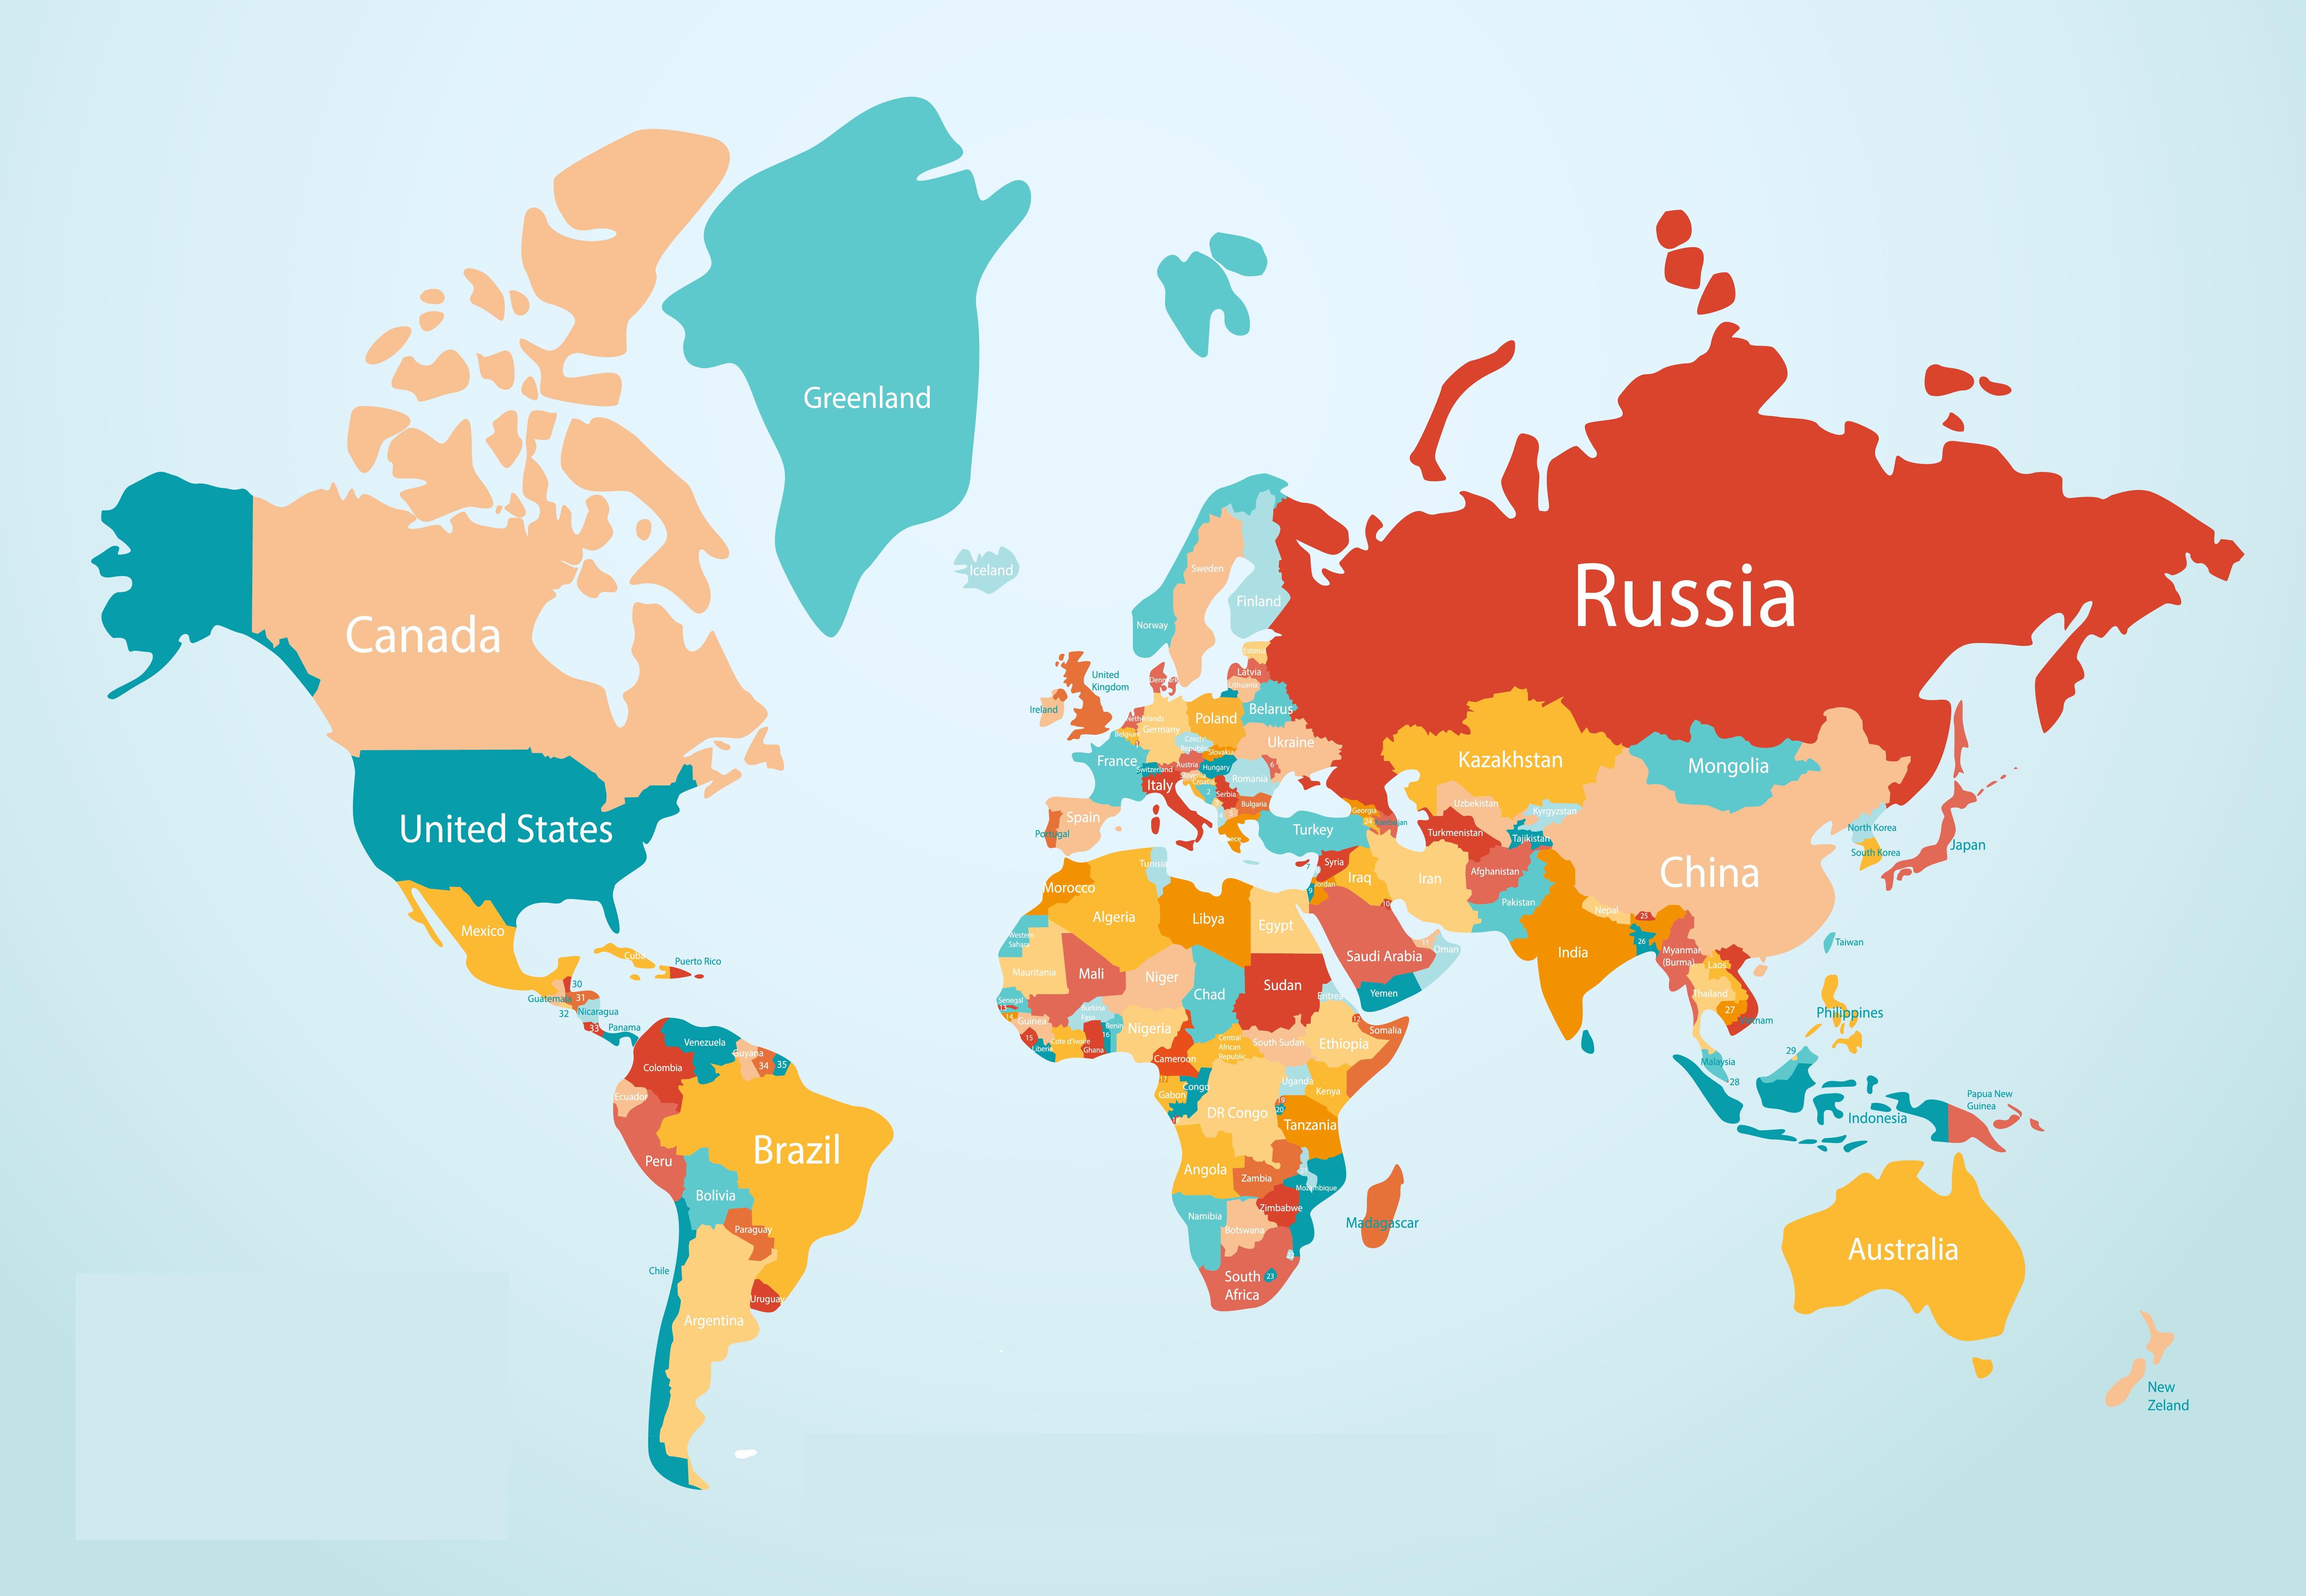 Greenland
Iceland
Canada
United States
Mexico
Cuba
Puerto Rico
30
Guatemala
31
32
Nicaragua
33
Panama
Venezuela
Guyana
34
35
Colombia
Ecuador
Brazil
Peru
Bolivia
Paraguay
Chile
Uruguay
Argentina
Russia
Sweden
Finland
Norway
Estonia
Latvia
Lithuania
Denmark
United
Kingdom
Ireland
Netherlands
Belarus
Poland
Germany
Belgium
1
Czech
Republic
Slovakia
Ukraine
France
Switzerland
Austria
Hungary
6
Slovenia
Croatia
Romania
Italy
2
Serbia
Bulgaria
4
5
Spain
Portugal
Turkey
Georgia
24
Azerbaijan
Kazakhstan
Uzbekistan
Kyrgyzstan
Turkmenistan
Tajikistan
Mongolia
China
North Korea
South Korea
Japan
Tunisia
Morocco
Algeria
Libya
Egypt
7
Syria
9
Jordan
Iraq
10
Iran
Afghanistan
Pakistan
Nepal
25
26
India
Western
Sahara
Mauritania
Mali
Niger
Chad
Sudan
Eritrea
Saudi Arabia
11
Oman
Yemen
Myanmar
(Burma)
Laos
Thailand
27
Vietnam
Taiwan
Philippines
Senegal
13
14
Guinea
15
Liberia
Burkina
Faso
Cote d'Ivoire
Ghana
Benin
16
Nigeria
Cameroon
Central
African
Republic
South Sudan
Ethiopia
12
Somalia
17
Gabon
Congo
DR Congo
Uganda
Kenya
19
20
Tanzania
Angola
Zambia
Mozambique
Zimbabwe
Namibia
Botswana
Madagascar
South
Africa
23
Malaysia
28
29
Indonesia
Papua New
Guinea
Australia
New
Zeland